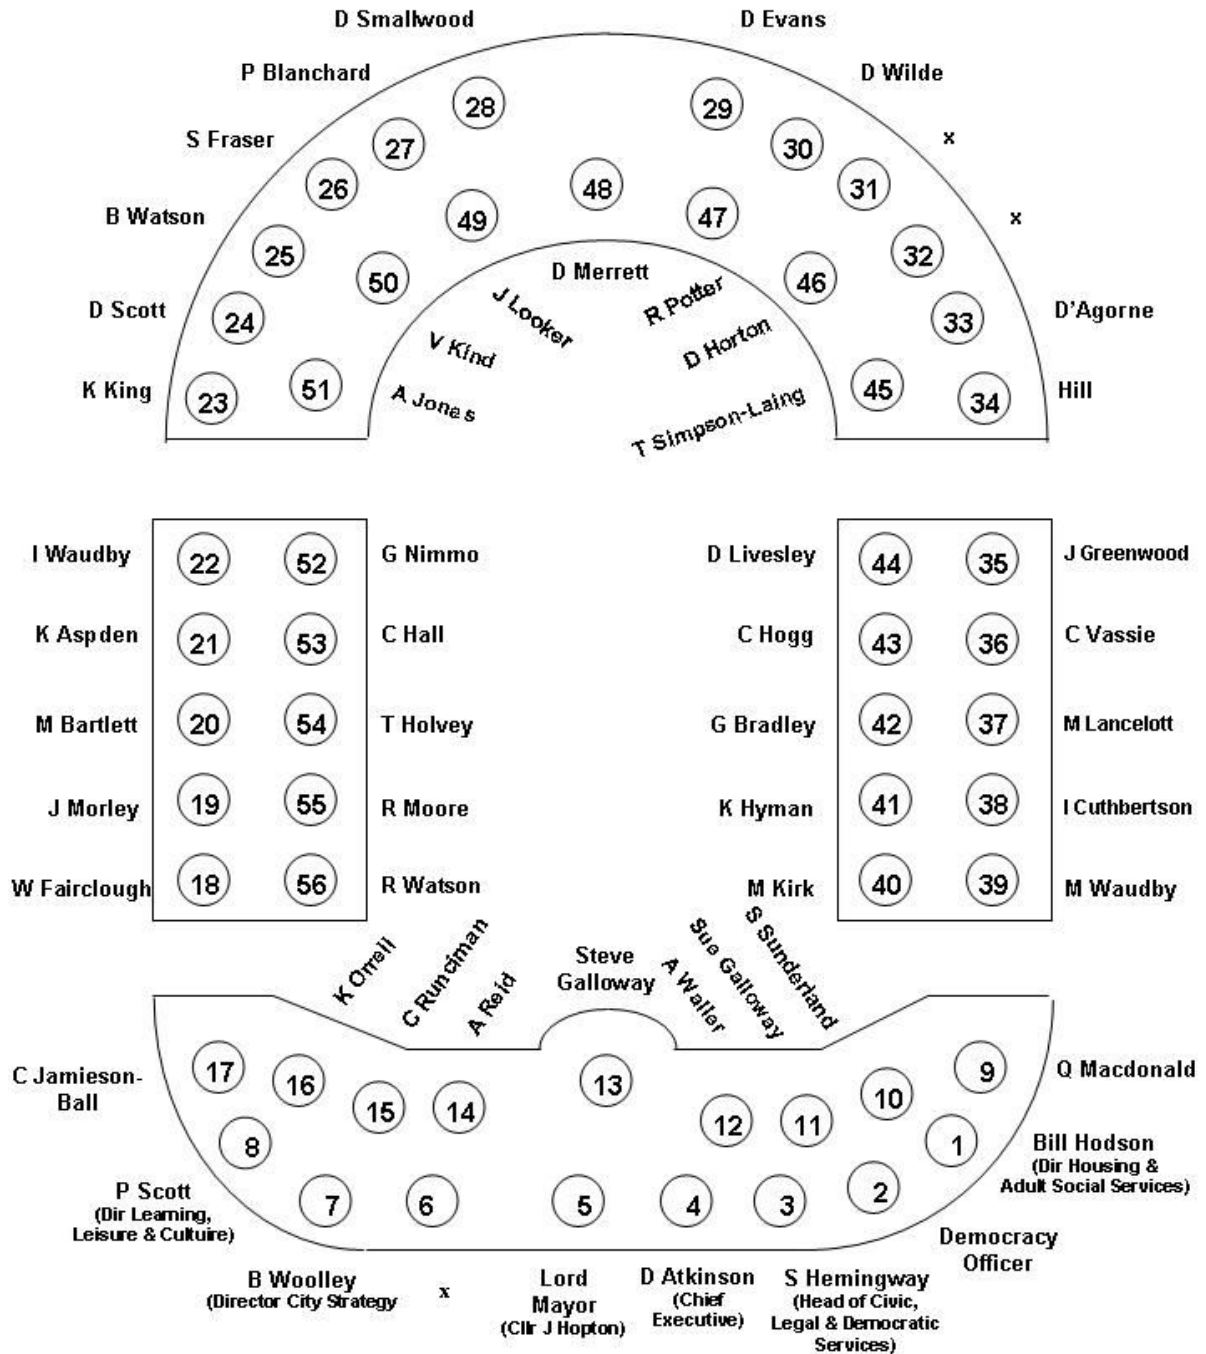 D Smallwood
D Evans
P Blanchard
D Wilde
28
29
S Fraser
27
30
x
26
31
B Watson
49
48
47
x
25
32
50
D Merrett
46
D Scott
24
J Looker
R Potter
33
D'Agorne
V Kind
D Horton
K King
23
51
A Jones
T Simpson-Laing
45
34
Hill
I Waudby
22
52
G Nimmo
D Livesley
44
35
J Greenwood
K Aspden
21
53
C Hall
C Hogg
43
36
C Vassie
M Bartlett
20
54
T Holvey
G Bradley
42
37
M Lancelott
J Morley
19
55
R Moore
K Hyman
41
38
I Cuthbertson
W Fairclough
18
56
R Watson
M Kirk
40
39
M Waudby
K Orrell
C Runciman
A Reid
Steve
Galloway
A Waller
Sue Galloway
S Sunderland
C Jamieson-
Ball
17
16
15
14
13
12
11
10
9
Q Macdonald
8
1
Bill Hodson
(Dir Housing &
Adult Social Services)
P Scott
(Dir Learning,
Leisure & Cultuire)
7
6
5
4
3
2
Democracy
Officer
B Woolley
(Director City Strategy
x
Lord
Mayor
(Cllr J Hopton)
D Atkinson
(Chief
Executive)
S Hemingway
(Head of Civic,
Legal & Democratic
Services)